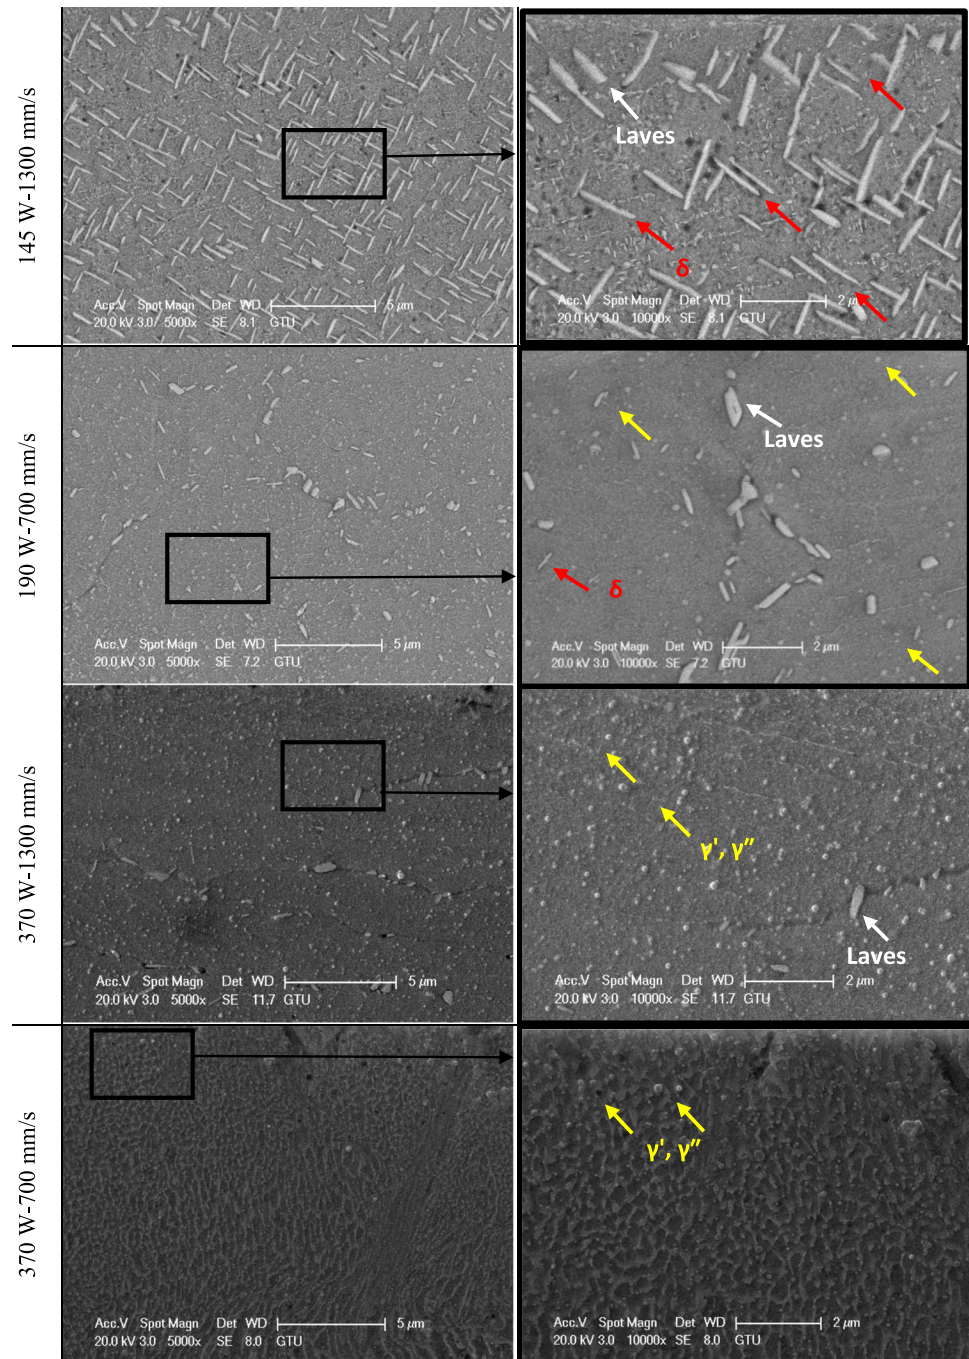 145 W-1300 mm/s
Acc.V Spot Magn Det WD 5 µm
20.0 kV 3.0 5000x SE 8.1 GTU
Laves
δ
Acc.V Spot Magn Det WD 2 µm
20.0 kV 3.0 10000x SE 8.1 GTU
190 W-700 mm/s
Acc.V Spot Magn Det WD 5 µm
20.0 kV 3.0 5000x SE 7.2 GTU
Laves
δ
Acc.V Spot Magn Det WD 2 µm
20.0 kV 3.0 10000x SE 7.2 GTU
370 W-1300 mm/s
Acc.V Spot Magn Det WD 5 µm
20.0 kV 3.0 5000x SE 11.7 GTU
γ', γ″
Laves
Acc.V Spot Magn Det WD 2 µm
20.0 kV 3.0 10000x SE 11.7 GTU
370 W-700 mm/s
Acc.V Spot Magn Det WD 5 µm
20.0 kV 3.0 5000x SE 8.0 GTU
γ', γ″
Acc.V Spot Magn Det WD 2 µm
20.0 kV 3.0 10000x SE 8.0 GTU